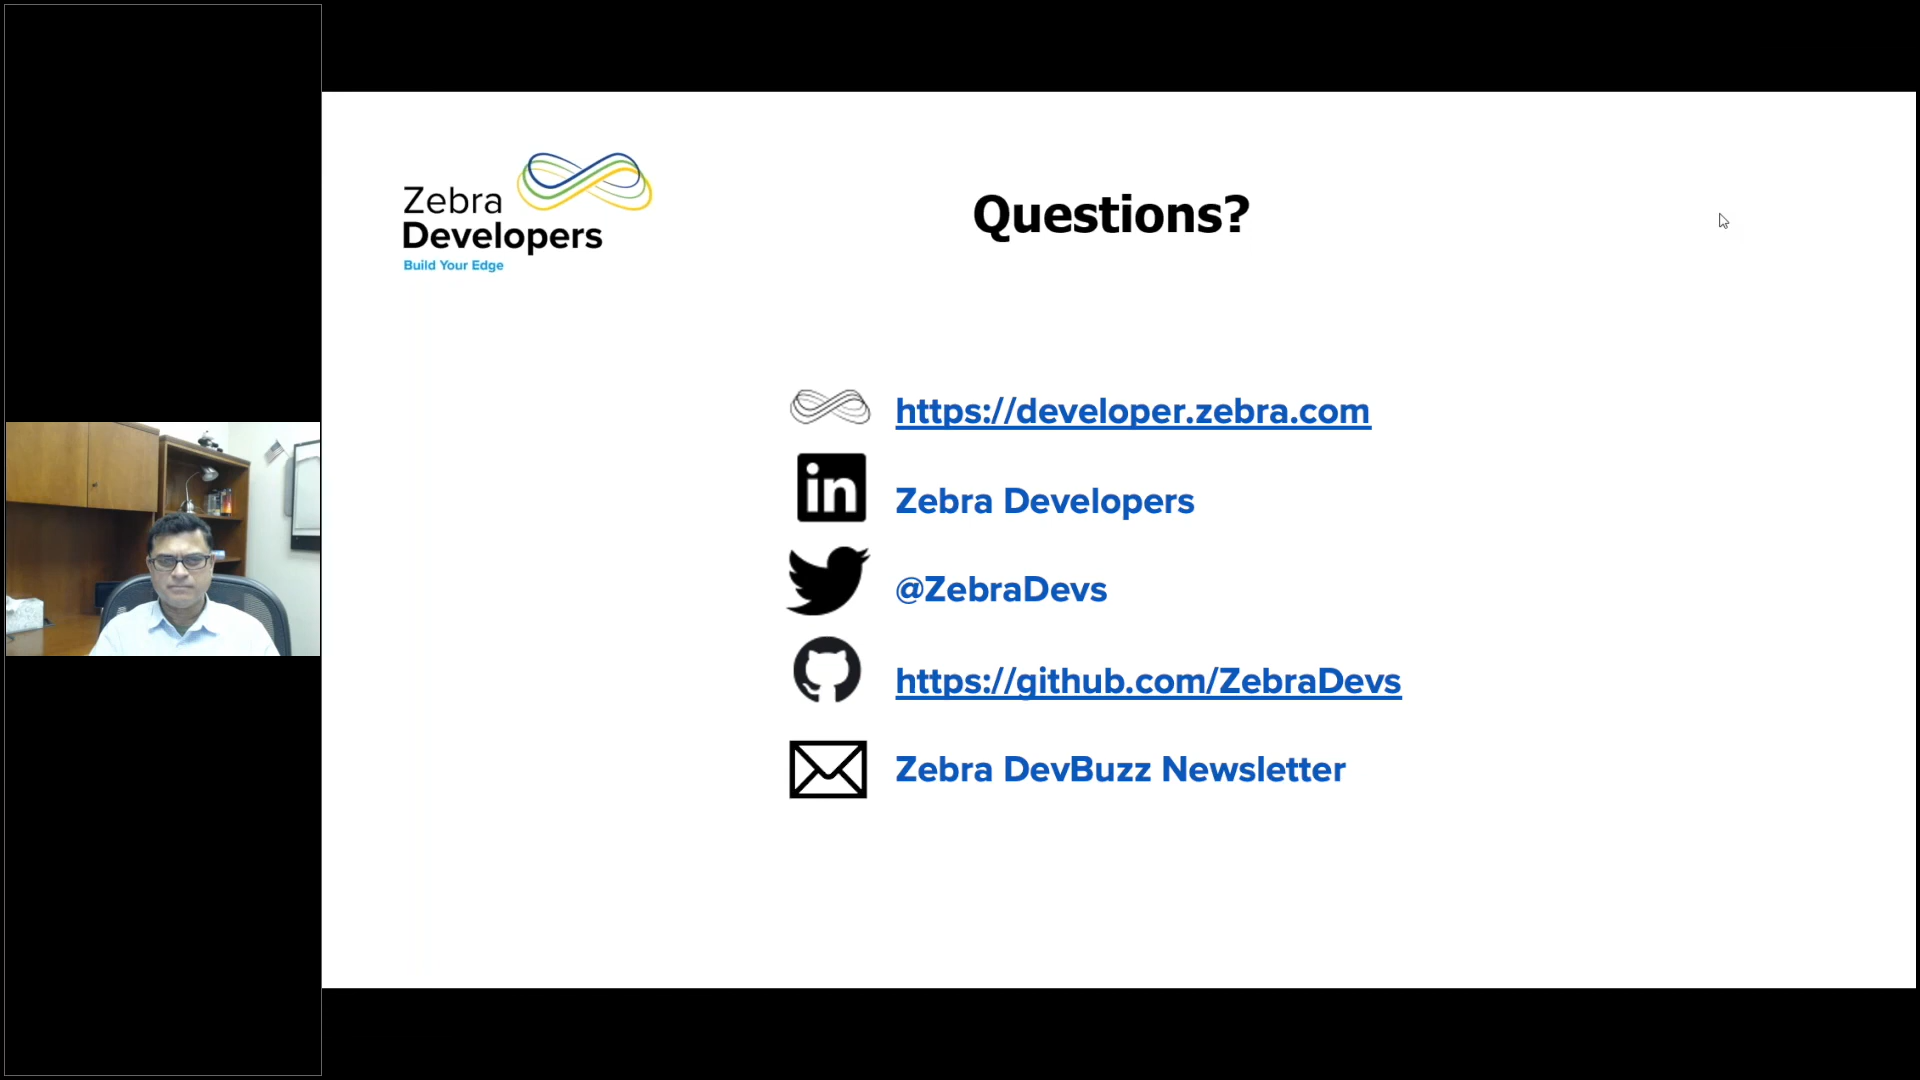 Zebra
Developers
Build Your Edge
Questions?
https://developer.zebra.com
in
Zebra Developers
@ZebraDevs
https://github.com/ZebraDevs
Zebra DevBuzz Newsletter